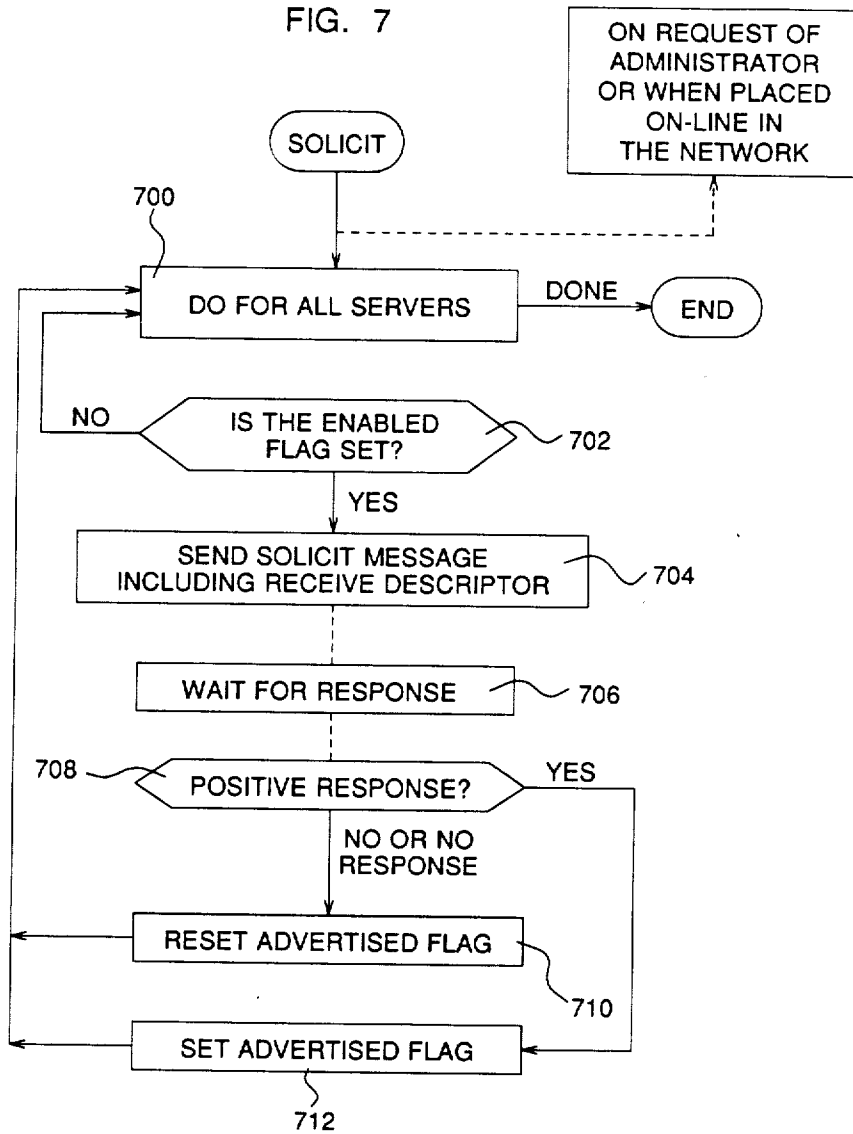 FIG. 7
ON REQUEST OF
ADMINISTRATOR
OR WHEN PLACED
ON-LINE IN
THE NETWORK
SOLICIT
700
DO FOR ALL SERVERS
DONE
END
NO
IS THE ENABLED
FLAG SET?
702
YES
SEND SOLICIT MESSAGE
INCLUDING RECEIVE DESCRIPTOR
704
WAIT FOR RESPONSE
706
708
POSITIVE RESPONSE?
YES
NO OR NO
RESPONSE
RESET ADVERTISED FLAG
710
SET ADVERTISED FLAG
712